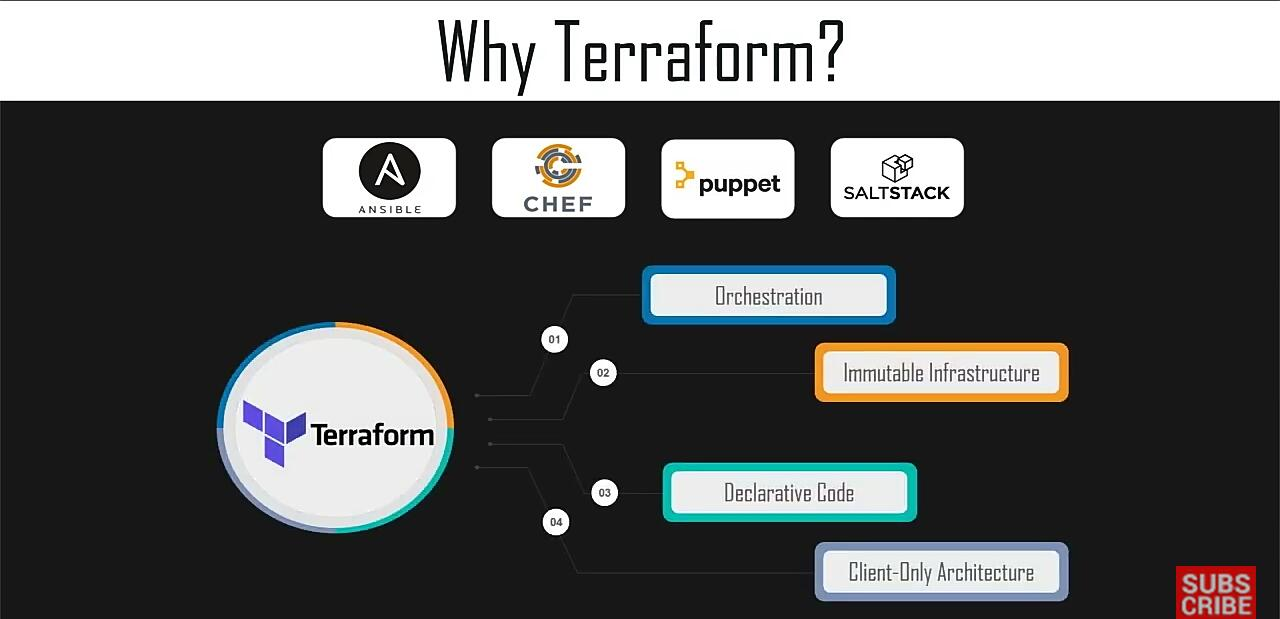 Why Terraform?
ANSIBLE
CHEF
puppet
SALTSTACK
Orchestration
01
02
Immutable Infrastructure
Terraform
03
Declarative Code
04
Client-Only Architecture
SUBS
CRIBE